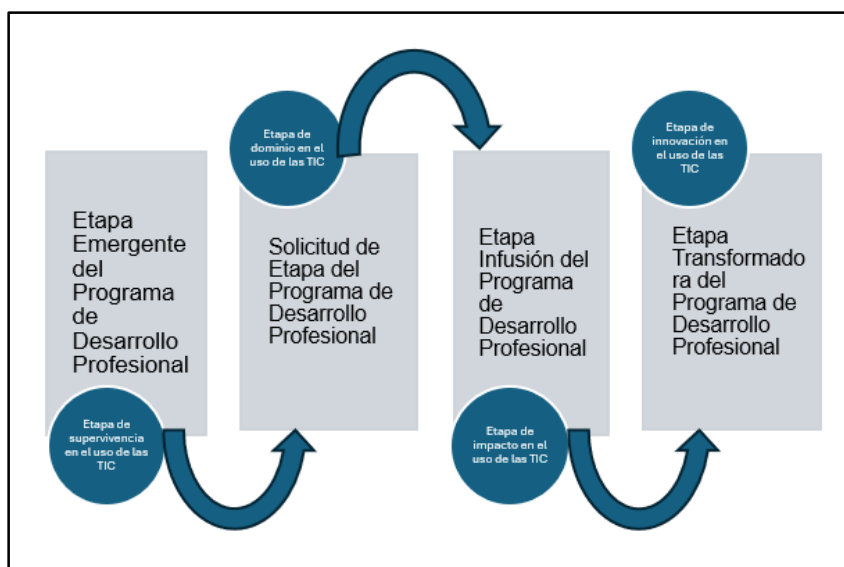 Etapa
Emergente
del
Programa
de
Desarrollo
Profesional
Etapa de
supervivencia
en el uso de las
TIC
Etapa de
dominio en el
uso de las TIC
Solicitud de
Etapa del
Programa de
Desarrollo
Profesional
Etapa
Infusión del
Programa
de
Desarrollo
Profesional
Etapa de
impacto en el
uso de las TIC
Etapa de
innovación en
el uso de las
TIC
Etapa
Transformado
ra del
Programa de
Desarrollo
Profesional